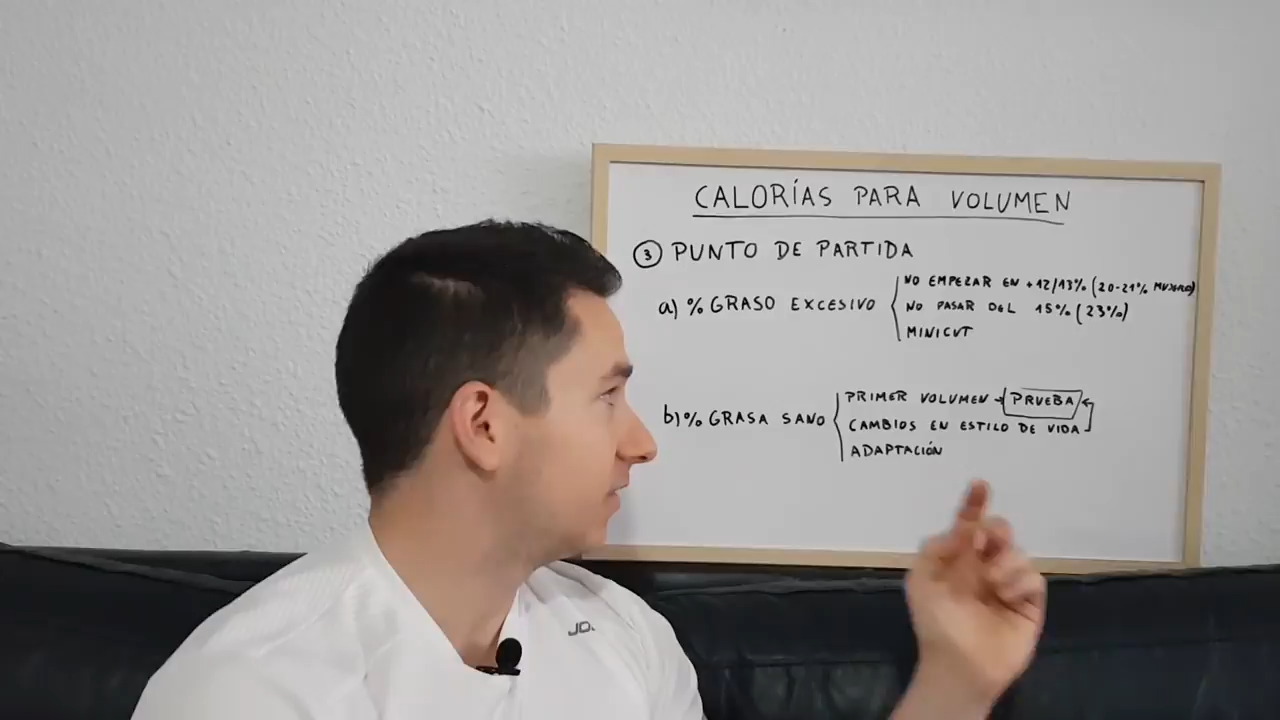 CALORÍAS PARA VOLUMEN
3 PUNTO DE PARTIDA
a) % GRASO EXCESIVO
NO EMPEZAR EN +12/13% (20-21% MUJERES)
NO PASAR DEL 15% (23%)
MINICUT
b) % GRASA SANO
PRIMER VOLUMEN → PRUEBA
CAMBIOS EN ESTILO DE VIDA
ADAPTACIÓN